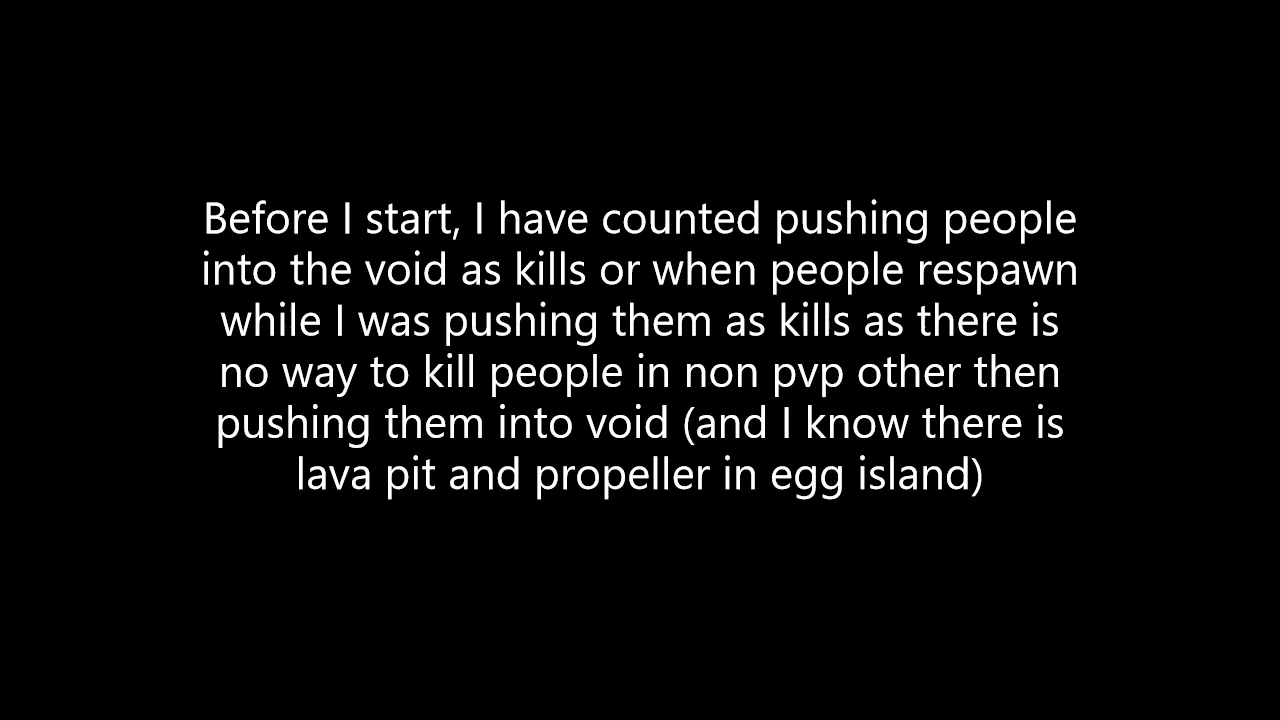 Before I start, I have counted pushing people
into the void as kills or when people respawn
while I was pushing them as kills as there is
no way to kill people in non pvp other then
pushing them into void (and I know there is
lava pit and propeller in egg island)